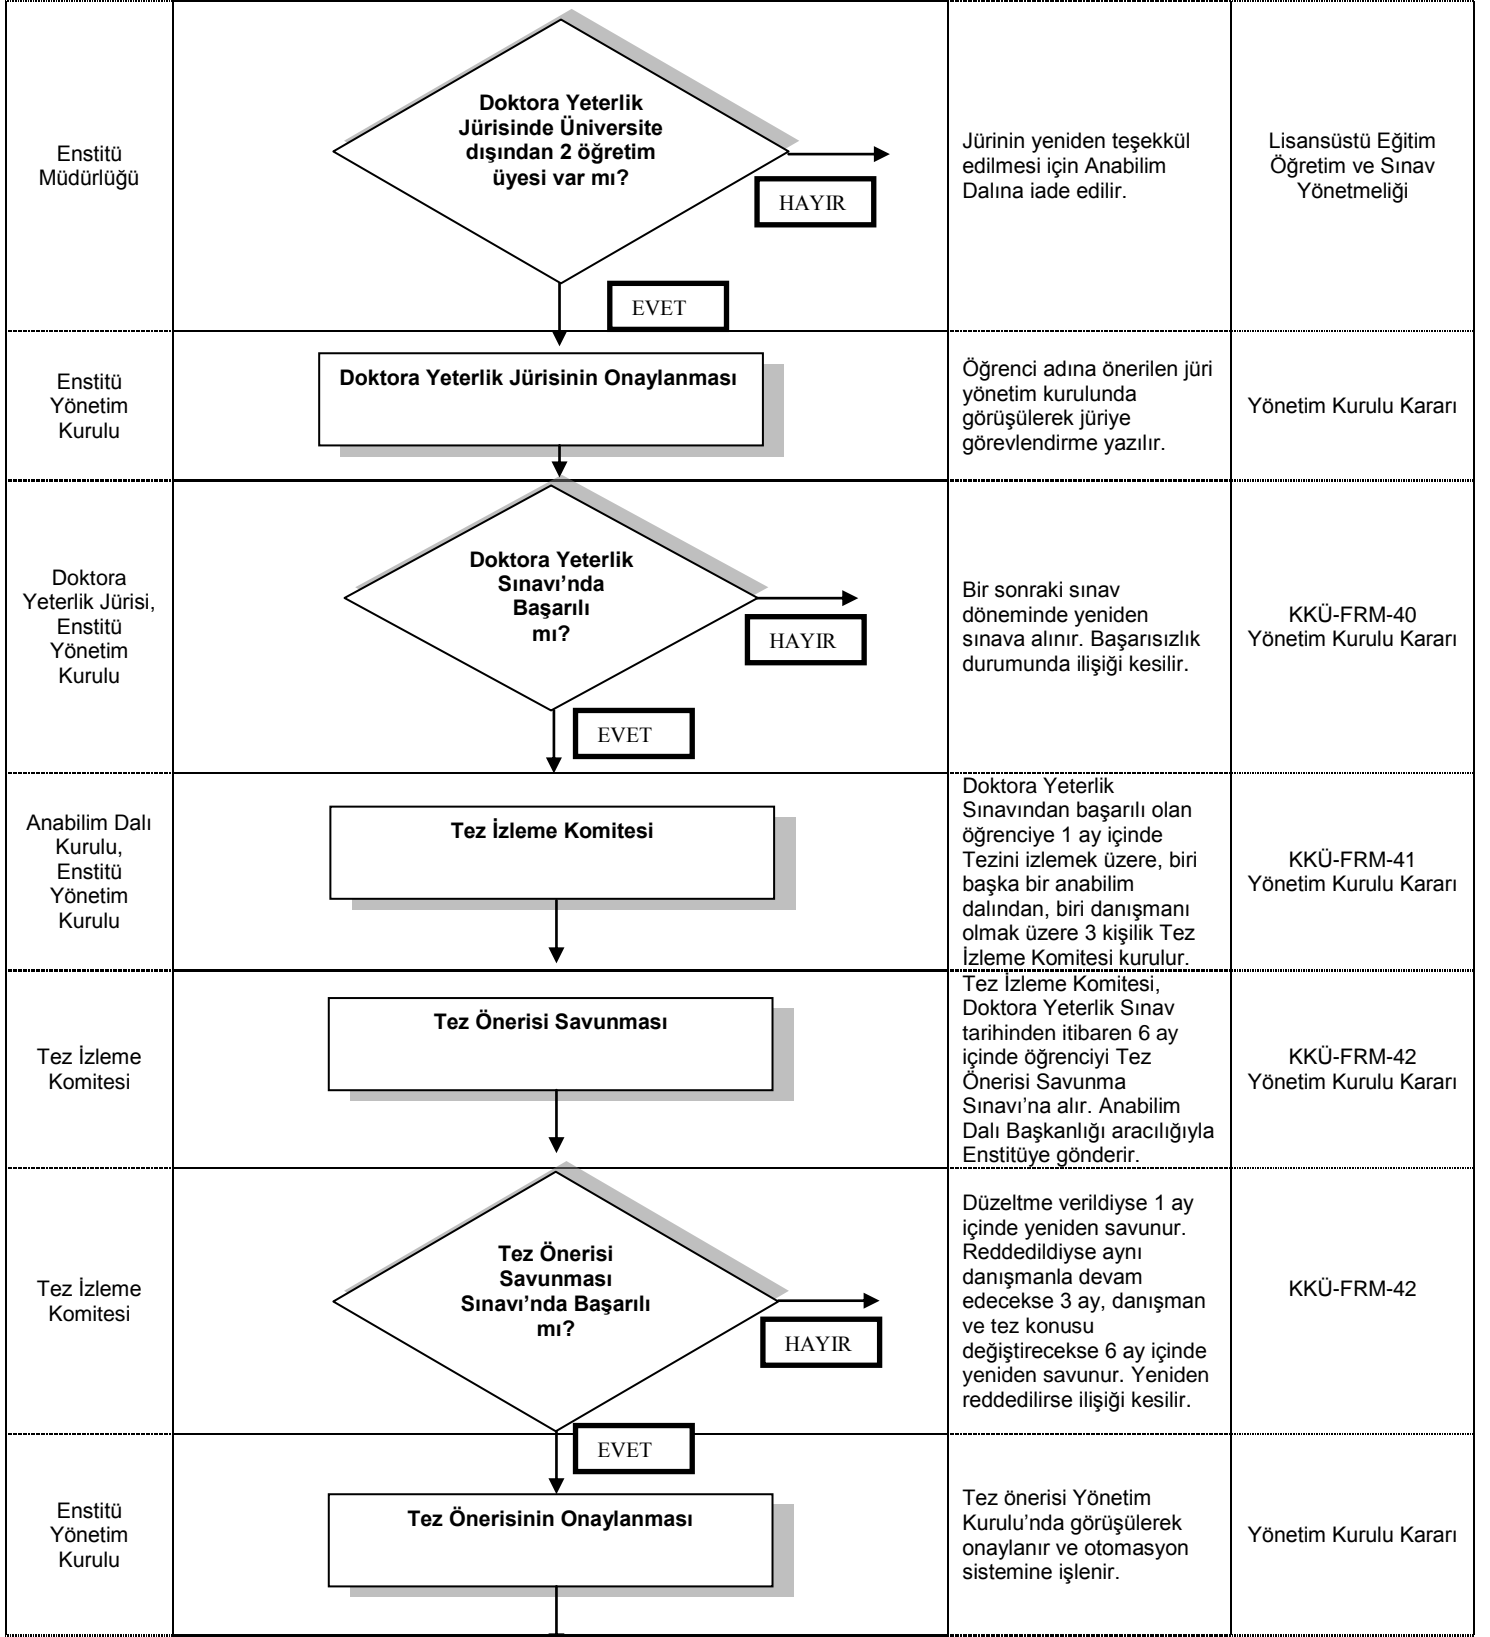 Enstitü
Müdürlüğü
Doktora Yeterlik
Jürisinde Üniversite
dışından 2 öğretim
üyesi var mı?
HAYIR
EVET
Jürinin yeniden teşekkül
edilmesi için Anabilim
Dalına iade edilir.
Lisansüstü Eğitim
Öğretim ve Sınav
Yönetmeliği
Enstitü
Yönetim
Kurulu
Doktora Yeterlik Jürisinin Onaylanması
Öğrenci adına önerilen jüri
yönetim kurulunda
görüşülerek jüriye
görevlendirme yazılır.
Yönetim Kurulu Kararı
Doktora
Yeterlik Jürisi,
Enstitü
Yönetim
Kurulu
Doktora Yeterlik
Sınavı’nda
Başarılı
mı?
HAYIR
EVET
Bir sonraki sınav
döneminde yeniden
sınava alınır. Başarısızlık
durumunda ilişiği kesilir.
KKÜ-FRM-40
Yönetim Kurulu Kararı
Anabilim Dalı
Kurulu,
Enstitü
Yönetim
Kurulu
Tez İzleme Komitesi
Doktora Yeterlik
Sınavından başarılı olan
öğrenciye 1 ay içinde
Tezini izlemek üzere, biri
başka bir anabilim
dalından, biri danışmanı
olmak üzere 3 kişilik Tez
İzleme Komitesi kurulur.
KKÜ-FRM-41
Yönetim Kurulu Kararı
Tez İzleme
Komitesi
Tez Önerisi Savunması
Tez İzleme Komitesi,
Doktora Yeterlik Sınav
tarihinden itibaren 6 ay
içinde öğrenciyi Tez
Önerisi Savunma
Sınavı’na alır. Anabilim
Dalı Başkanlığı aracılığıyla
Enstitüye gönderir.
KKÜ-FRM-42
Yönetim Kurulu Kararı
Tez İzleme
Komitesi
Tez Önerisi
Savunması
Sınavı’nda Başarılı
mı?
HAYIR
EVET
Düzeltme verildiyse 1 ay
içinde yeniden savunur.
Reddedildiyse aynı
danışmanla devam
edecekse 3 ay, danışman
ve tez konusu
değiştirecekse 6 ay içinde
yeniden savunur. Yeniden
reddedilirse ilişiği kesilir.
KKÜ-FRM-42
Enstitü
Yönetim
Kurulu
Tez Önerisinin Onaylanması
Tez önerisi Yönetim
Kurulu’nda görüşülerek
onaylanır ve otomasyon
sistemine işlenir.
Yönetim Kurulu Kararı